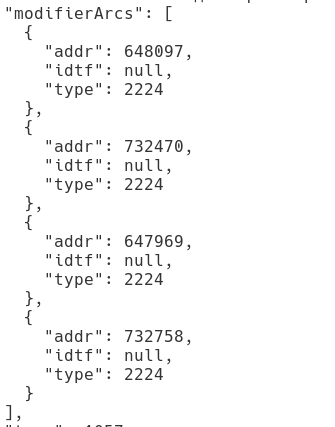 "modifierArcs": [
{
"addr": 648097,
"idtf": null,
"type": 2224
},
{
"addr": 732470,
"idtf": null,
"type": 2224
},
{
"addr": 647969,
"idtf": null,
"type": 2224
},
{
"addr": 732758,
"idtf": null,
"type": 2224
}
],